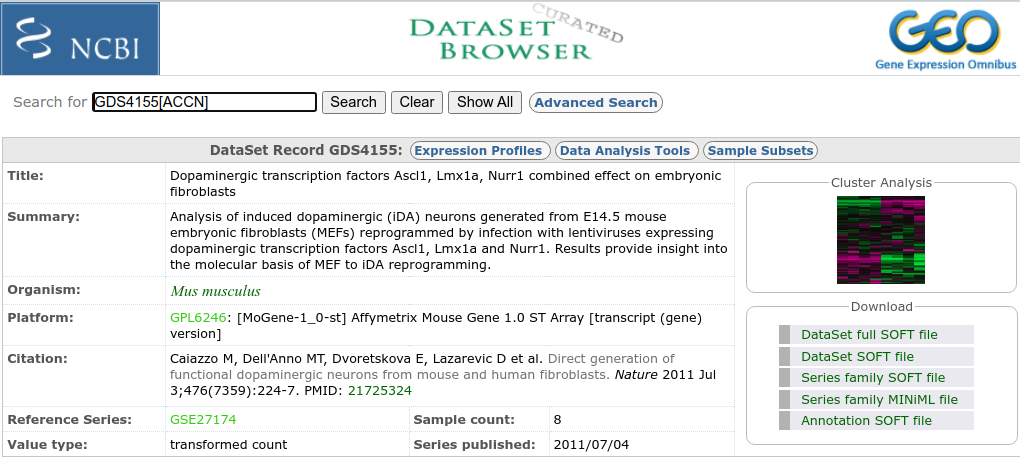 NCBI
DATASET BROWSER
CURATED
GEO
Gene Expression Omnibus
Search for GDS4155[ACCN] Search Clear Show All Advanced Search
DataSet Record GDS4155: Expression Profiles Data Analysis Tools Sample Subsets
Title: Dopaminergic transcription factors Ascl1, Lmx1a, Nurr1 combined effect on embryonic
fibroblasts
Summary: Analysis of induced dopaminergic (iDA) neurons generated from E14.5 mouse
embryonic fibroblasts (MEFs) reprogrammed by infection with lentiviruses expressing
dopaminergic transcription factors Ascl1, Lmx1a and Nurr1. Results provide insight into
the molecular basis of MEF to iDA reprogramming.
Organism: Mus musculus
Platform: GPL6246: [MoGene-1_0-st] Affymetrix Mouse Gene 1.0 ST Array [transcript (gene)
version]
Citation: Caiazzo M, Dell'Anno MT, Dvoretskova E, Lazarevic D et al. Direct generation of
functional dopaminergic neurons from mouse and human fibroblasts. Nature 2011 Jul
3;476(7359):224-7. PMID: 21725324
Reference Series: GSE27174 Sample count: 8
Value type: transformed count Series published: 2011/07/04
Cluster Analysis
Download
DataSet full SOFT file
DataSet SOFT file
Series family SOFT file
Series family MINiML file
Annotation SOFT file